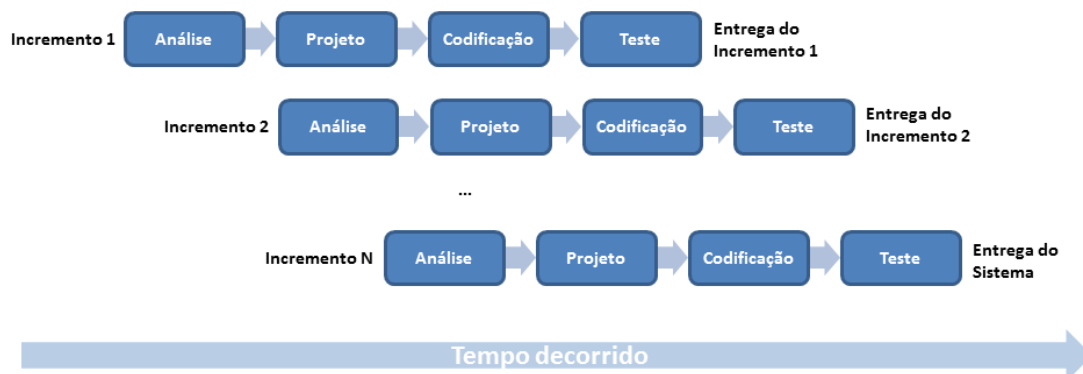 Incremento 1
Análise
Projeto
Codificação
Teste
Entrega do
Incremento 1
Incremento 2
Análise
Projeto
Codificação
Teste
Entrega do
Incremento 2
...
Incremento N
Análise
Projeto
Codificação
Teste
Entrega do
Sistema
Tempo decorrido